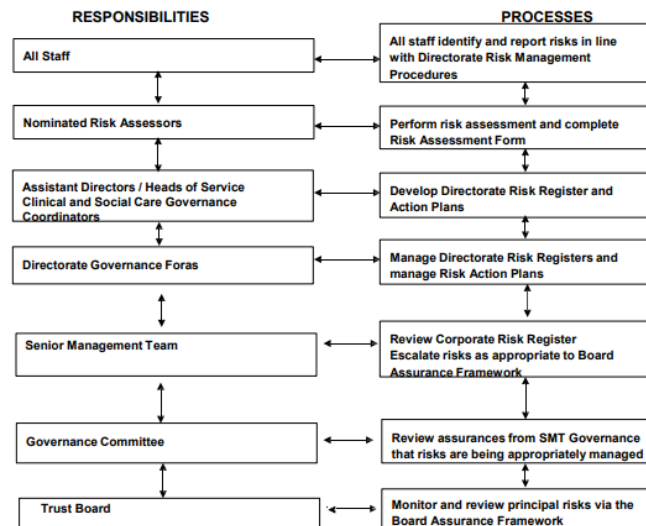 RESPONSIBILITIES
PROCESSES
All Staff
All staff identify and report risks in line
with Directorate Risk Management
Procedures
Nominated Risk Assessors
Perform risk assessment and complete
Risk Assessment Form
Assistant Directors / Heads of Service
Clinical and Social Care Governance
Coordinators
Develop Directorate Risk Register and
Action Plans
Directorate Governance Foras
Manage Directorate Risk Registers and
manage Risk Action Plans
Senior Management Team
Review Corporate Risk Register
Escalate risks as appropriate to Board
Assurance Framework
Governance Committee
Review assurances from SMT Governance
that risks are being appropriately managed
Trust Board
Monitor and review principal risks via the
Board Assurance Framework